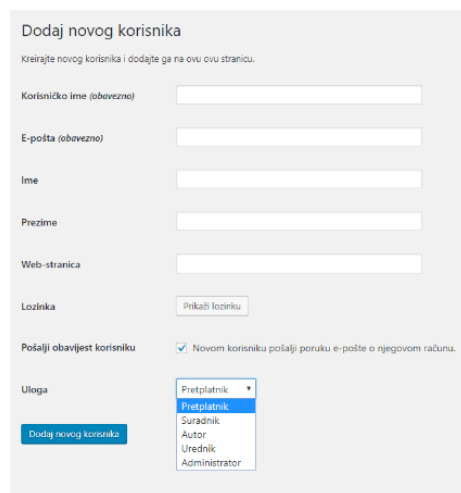 Dodaj novog korisnika
Kreirajte novog korisnika i dodajte ga na ovu ovu stranicu.
Korisničko ime (obavezno)
E-pošta (obavezno)
Ime
Prezime
Web-stranica
Lozinka Prikaži lozinku
Pošalji obavijest korisniku Novom korisniku pošalji poruku e-pošte o njegovom računu.
Uloga Pretplatnik
Pretplatnik
Suradnik
Autor
Urednik
Administrator
Dodaj novog korisnika